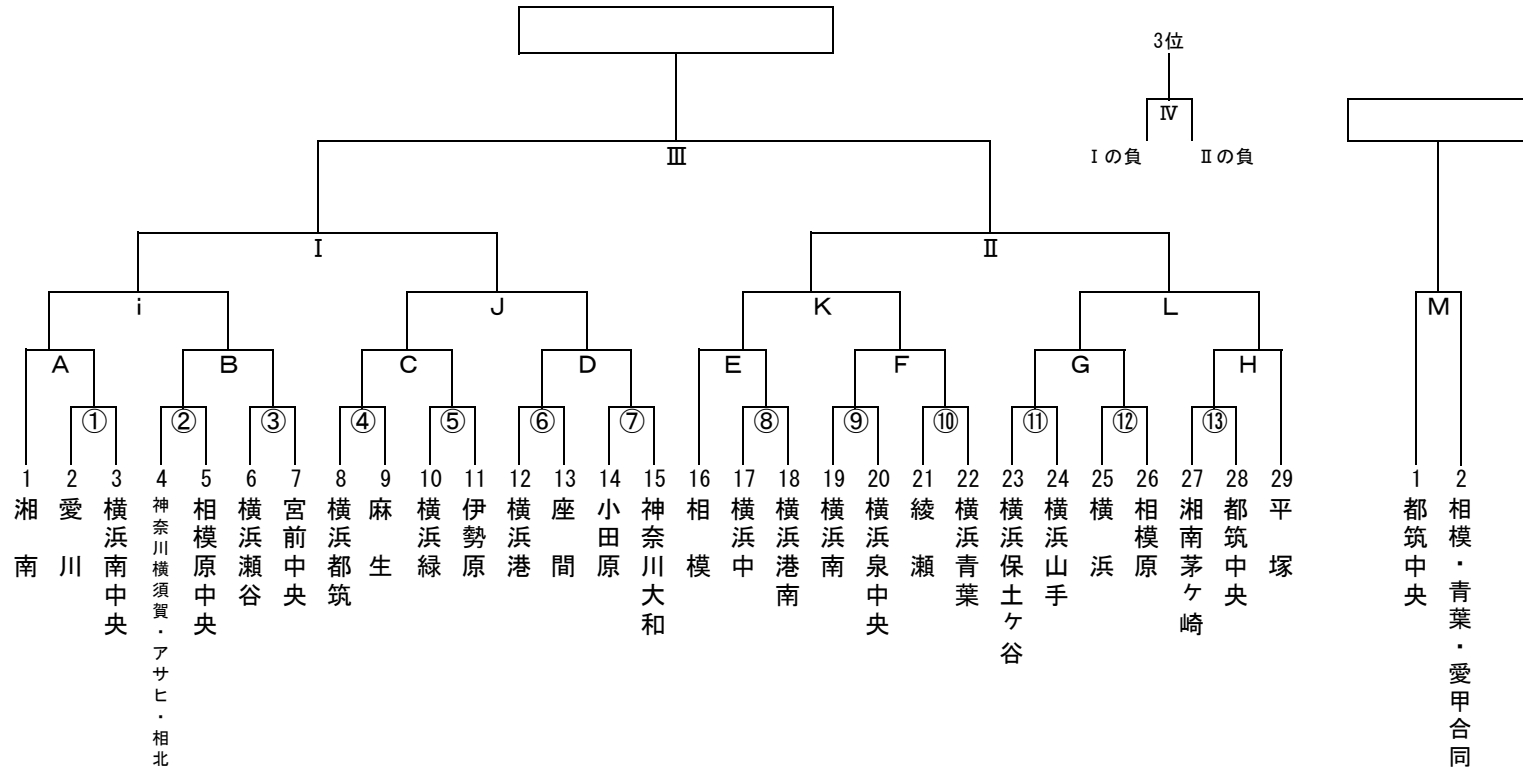 3位
Ⅳ
Ⅰの負 Ⅱの負
Ⅲ
Ⅰ Ⅱ
i J K L M
A B C D E F G H
① ② ③ ④ ⑤ ⑥ ⑦ ⑧ ⑨ ⑩ ⑪ ⑫ ⑬
1 湘南
2 愛川
3 横浜南中央
4 神奈川横須賀・アサヒ・相北
5 相模原中央
6 横浜瀬谷
7 宮前中央
8 横浜都筑
9 麻生
10 横浜緑
11 伊勢原
12 横浜港
13 座間
14 小田原
15 神奈川大和
16 相模
17 横浜中
18 横浜港南
19 横浜南
20 横浜泉中央
21 綾瀬
22 横浜青葉
23 横浜保土ケ谷
24 横浜山手
25 横浜
26 相模原
27 湘南茅ケ崎
28 都筑中央
29 平塚
1 都筑中央
2 相模・青葉・愛甲合同